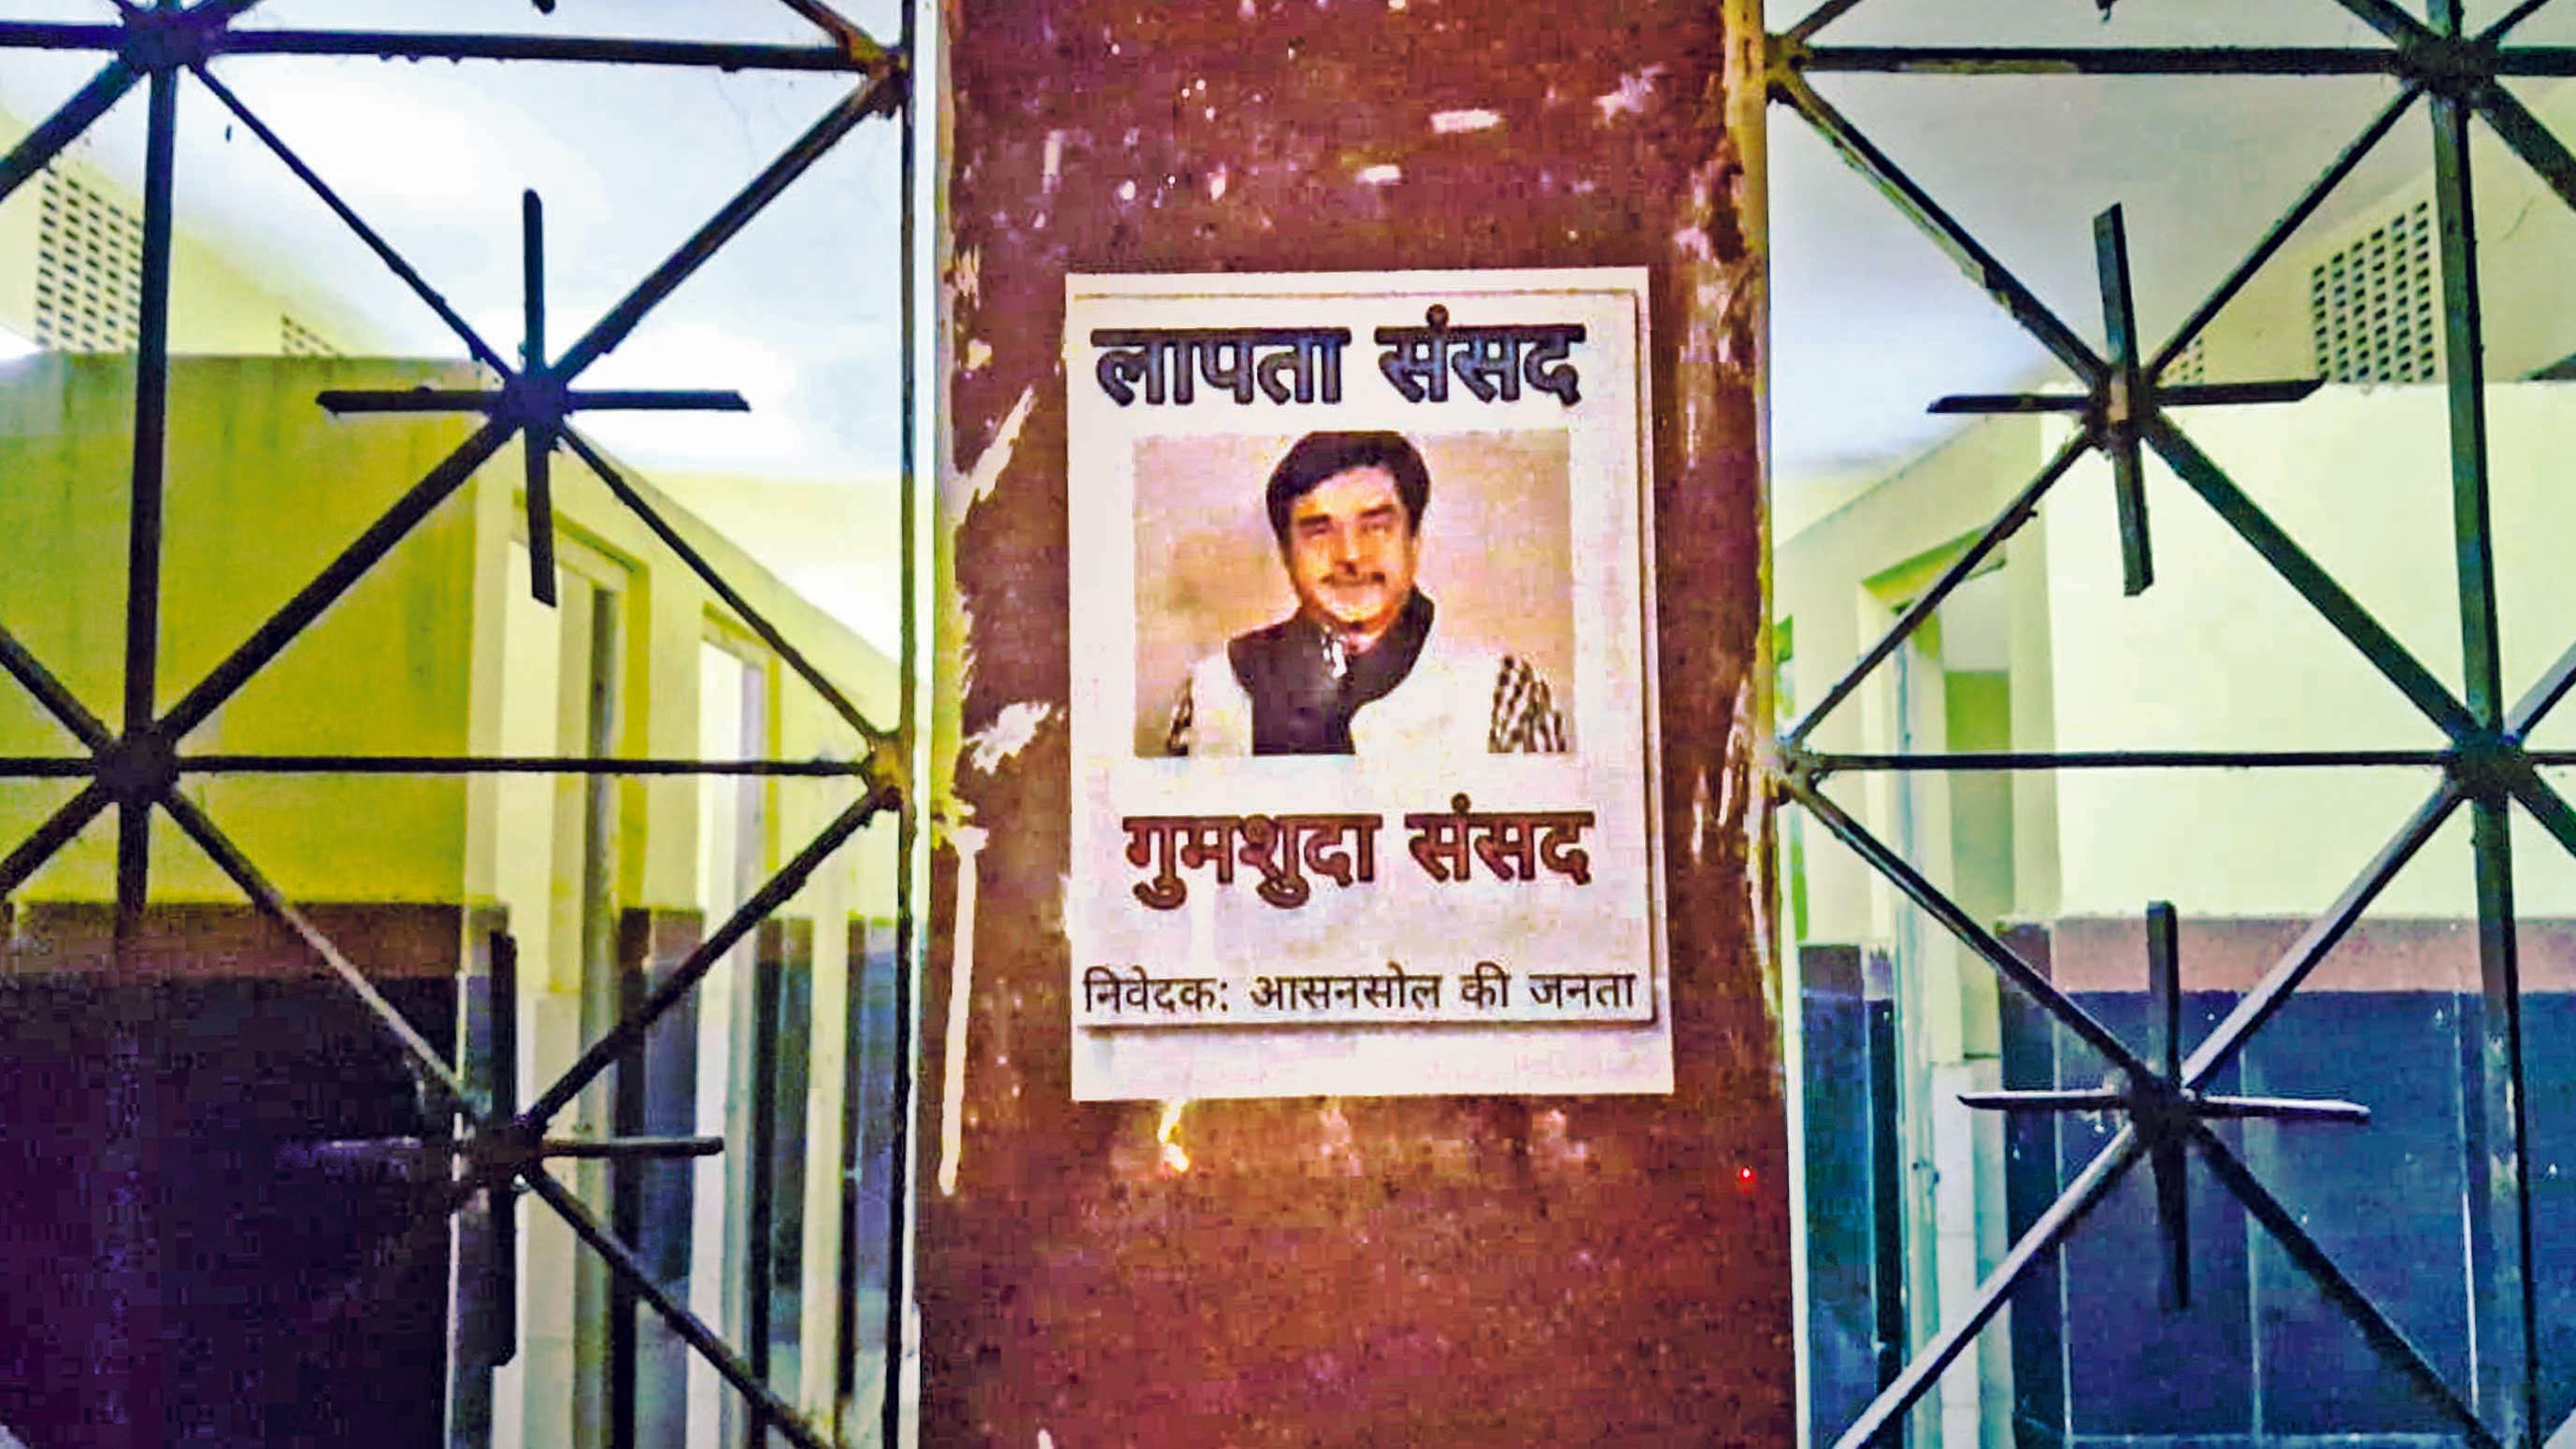 लापता संसद
गुमशुदा संसद
निवेदक: आसनसोल की जनता